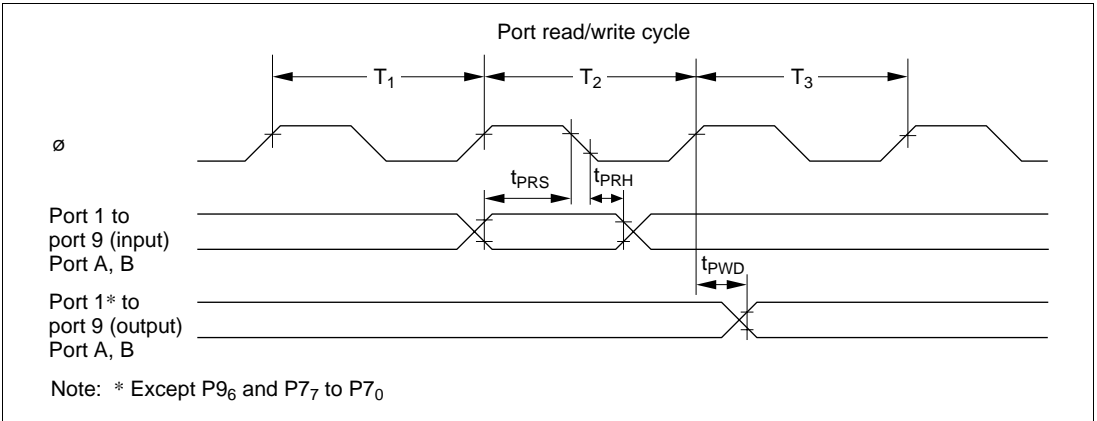 Port read/write cycle
T₁ T₂ T₃
ø
tPRS tPRH
Port 1 to
port 9 (input)
Port A, B
tPWD
Port 1* to
port 9 (output)
Port A, B
Note: * Except P9₆ and P7₇ to P7₀